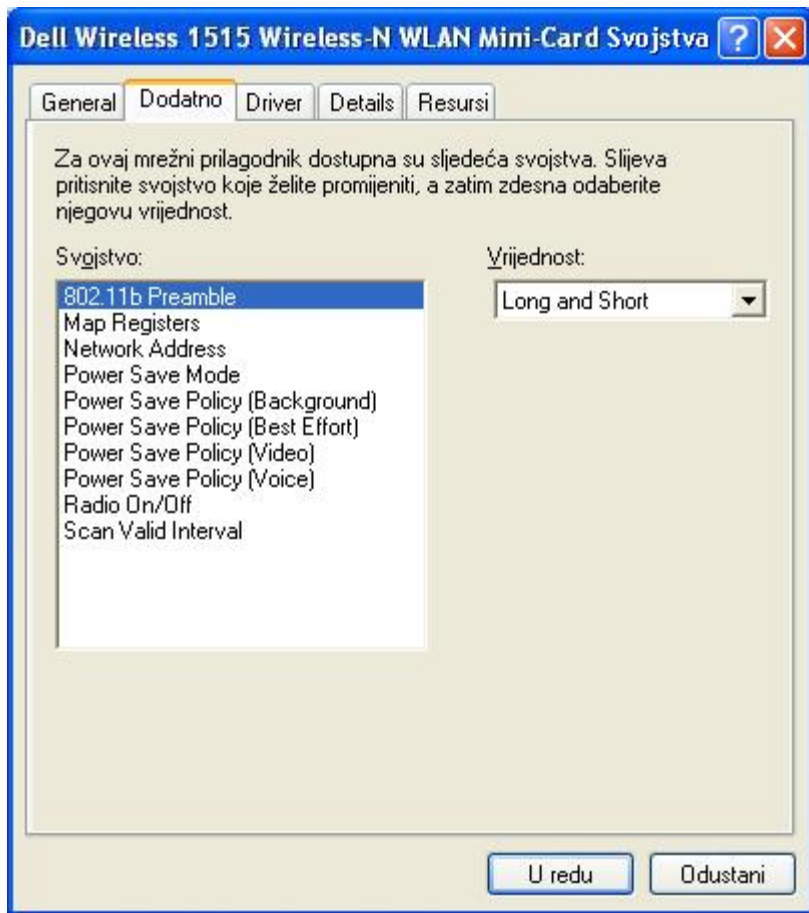 Dell Wireless 1515 Wireless-N WLAN Mini-Card Svojstva
General Dodatno Driver Details Resursi
Za ovaj mrežni prilagodnik dostupna su sljedeća svojstva. Slijeva
pritisnite svojstvo koje želite promijeniti, a zatim zdesna odaberite
njegovu vrijednost.
Svojstvo:
802.11b Preamble
Map Registers
Network Address
Power Save Mode
Power Save Policy (Background)
Power Save Policy (Best Effort)
Power Save Policy (Video)
Power Save Policy (Voice)
Radio On/Off
Scan Valid Interval
Vrijednost:
Long and Short
U redu Odustani